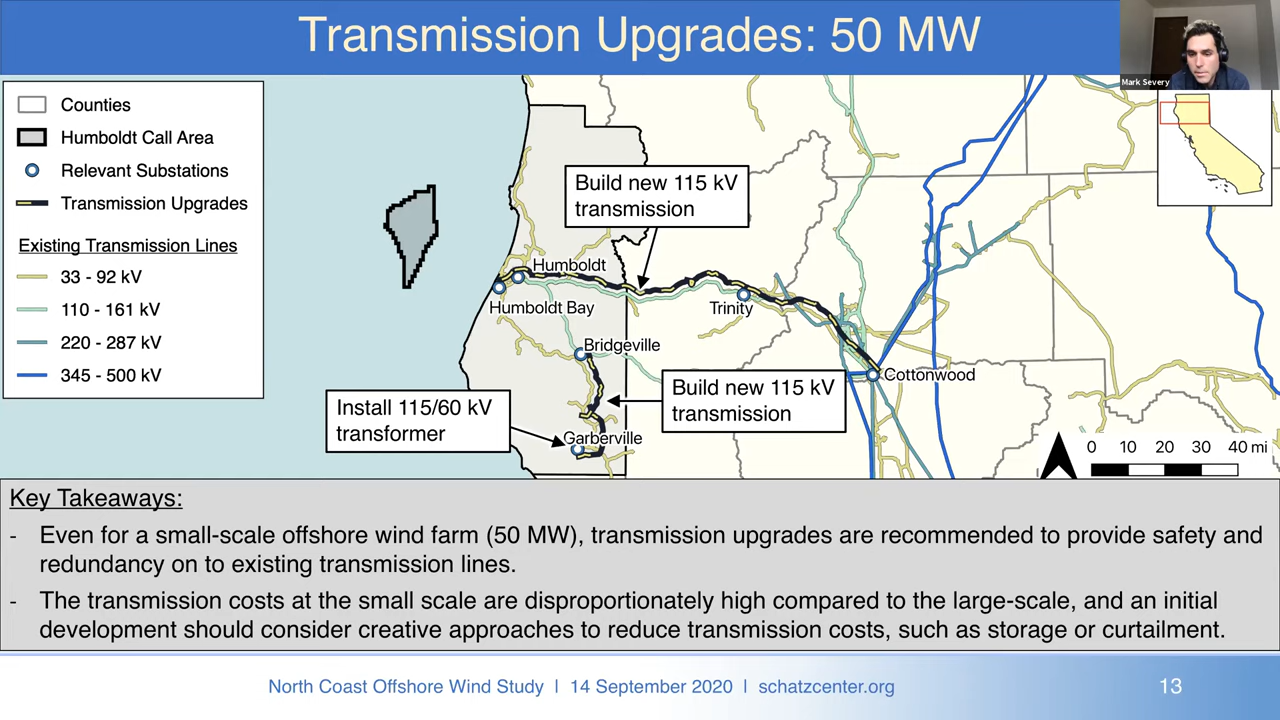 Transmission Upgrades: 50 MW
Mark Severy
Counties
Humboldt Call Area
Relevant Substations
Transmission Upgrades
Existing Transmission Lines
33 - 92 kV
110 - 161 kV
220 - 287 kV
345 - 500 kV
Build new 115 kV
transmission
Humboldt
Humboldt Bay
Trinity
Bridgeville
Cottonwood
Build new 115 kV
transmission
Install 115/60 kV
transformer
Garberville
0 10 20 30 40 mi
Key Takeaways:
- Even for a small-scale offshore wind farm (50 MW), transmission upgrades are recommended to provide safety and
redundancy on to existing transmission lines.
- The transmission costs at the small scale are disproportionately high compared to the large-scale, and an initial
development should consider creative approaches to reduce transmission costs, such as storage or curtailment.
North Coast Offshore Wind Study | 14 September 2020 | schatzcenter.org
13